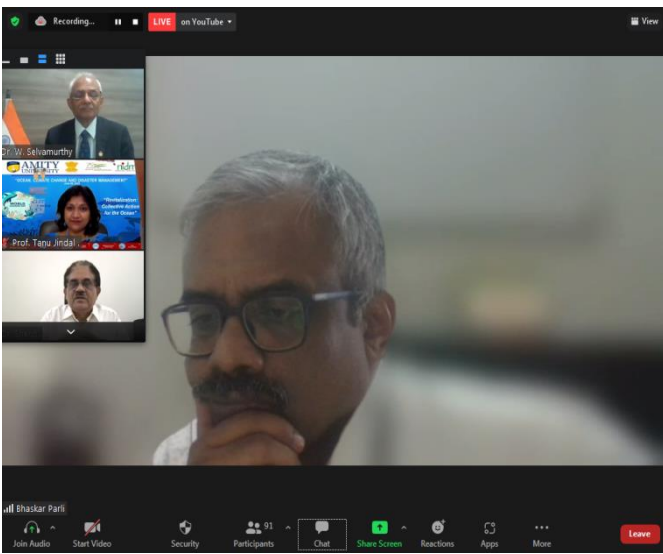 Recording...
LIVE on YouTube
View
Dr. W. Selvamurthy
AMITY
UNIVERSITY
nidm
"OCEAN, CLIMATE CHANGE AND DISASTER MANAGEMENT"
WORLD
"Revitalization:
Collective Action
for the Ocean"
Prof. Tanu Jindal
Bhaskar Parli
Join Audio
Start Video
Security
91
Participants
Chat
Share Screen
Reactions
Apps
More
Leave